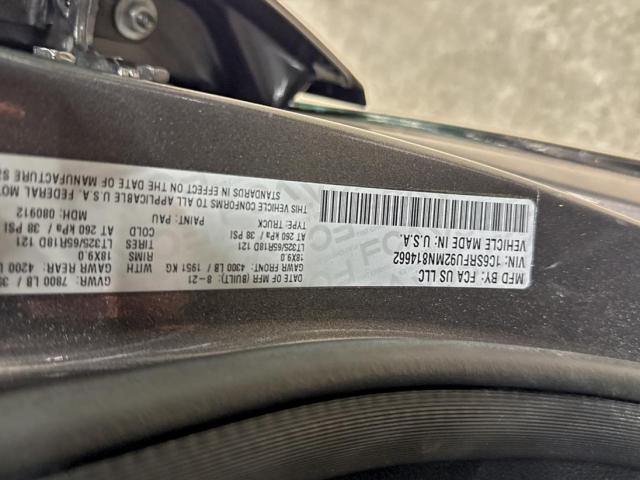 MFD BY: FCA US LLC
VIN: 1C6SRFU92MN814662
VEHICLE MADE IN U.S.A.
DATE OF MFR (BUILT): 8-21 GVWR: 7800 LB
GAWR FRONT: 4300 LB / 1951 KG WITH GAWR REAR: 4200
18X9.0 RIMS 18X9.0
LT325/65R18D 121 TIRES LT325/65R18D 121
AT 260 kPa / 38 PSI COLD AT 260 kPa / 38 PSI
TYPE: TRUCK PAINT: PAU MDH: 080912
THIS VEHICLE CONFORMS TO ALL APPLICABLE U.S.A. FEDERAL MO
STANDARDS IN EFFECT ON THE DATE OF MANUFACTURE